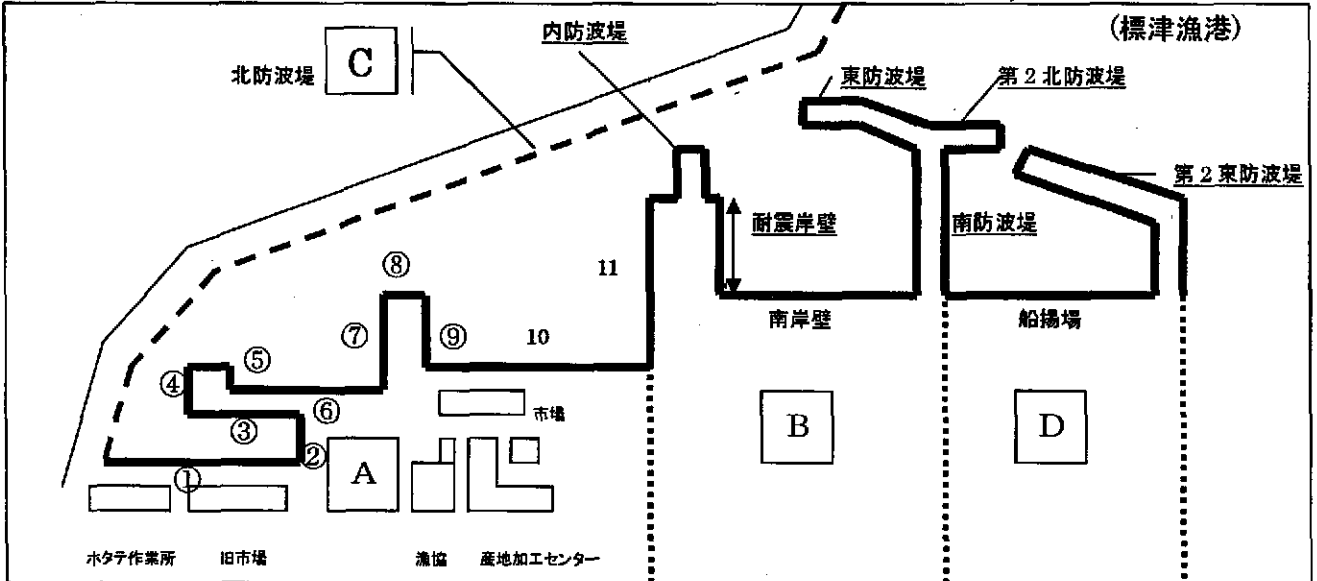 (標津漁港)
内防波堤
北防波堤
C
東防波堤
第2北防波堤
第2東防波堤
耐震岸壁
南防波堤
⑧
11
南岸壁
船揚場
⑦
⑨
10
⑤
④
⑥
市場
③
②
①
A
B
D
ホタテ作業所
旧市場
漁協
産地加工センター